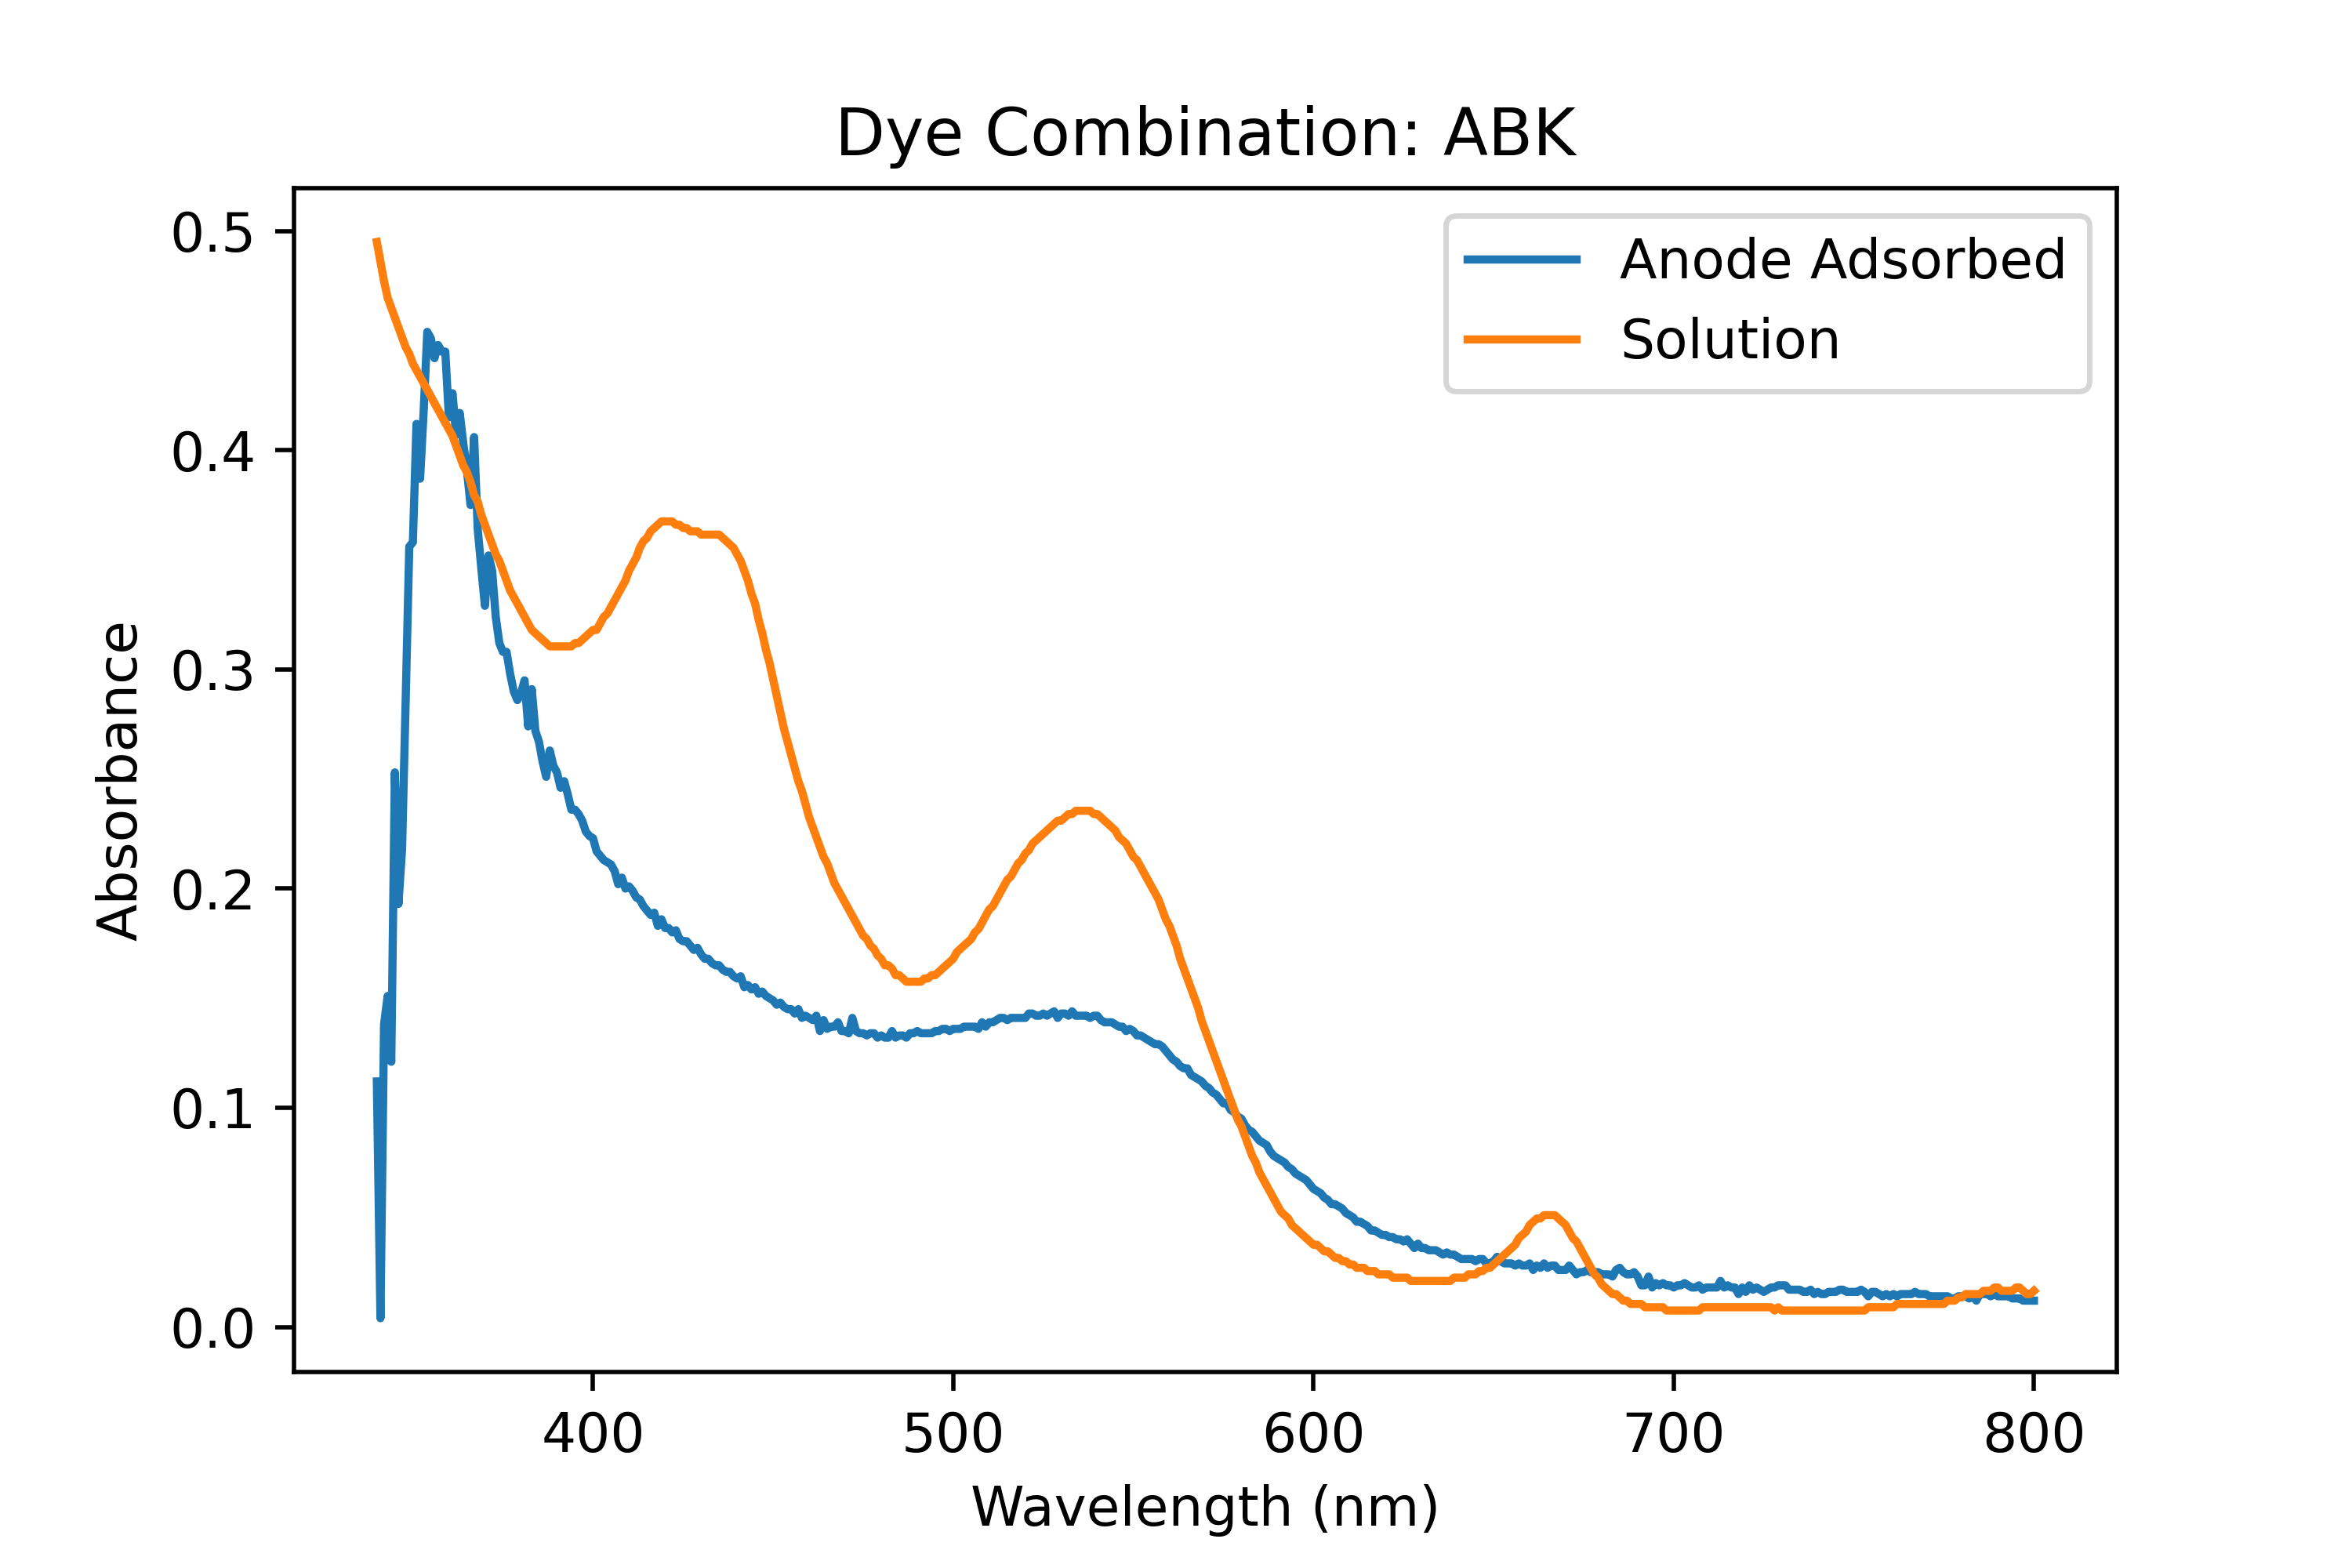 Dye Combination: ABK
Anode Adsorbed
Solution
Absorbance
0.5
0.4
0.3
0.2
0.1
0.0
400 500 600 700 800
Wavelength (nm)